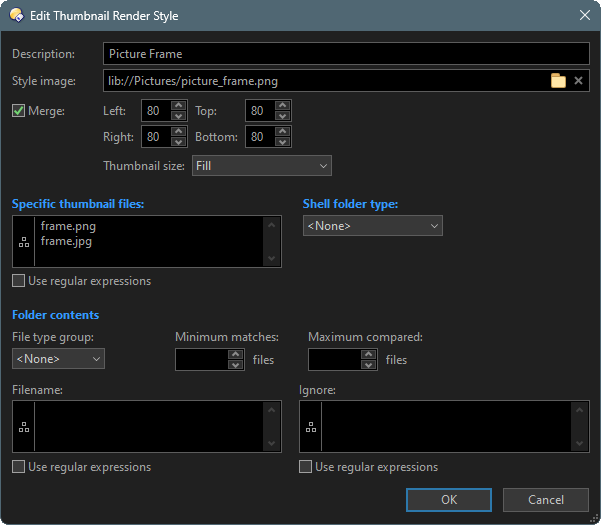 Edit Thumbnail Render Style
Description: Picture Frame
Style image: lib://Pictures/picture_frame.png
Merge: Left: 80 Top: 80
Right: 80 Bottom: 80
Thumbnail size: Fill
Specific thumbnail files: Shell folder type:
frame.png <None>
frame.jpg
Use regular expressions
Folder contents
File type group: Minimum matches: Maximum compared:
<None> files files
Filename: Ignore:
Use regular expressions Use regular expressions
OK Cancel